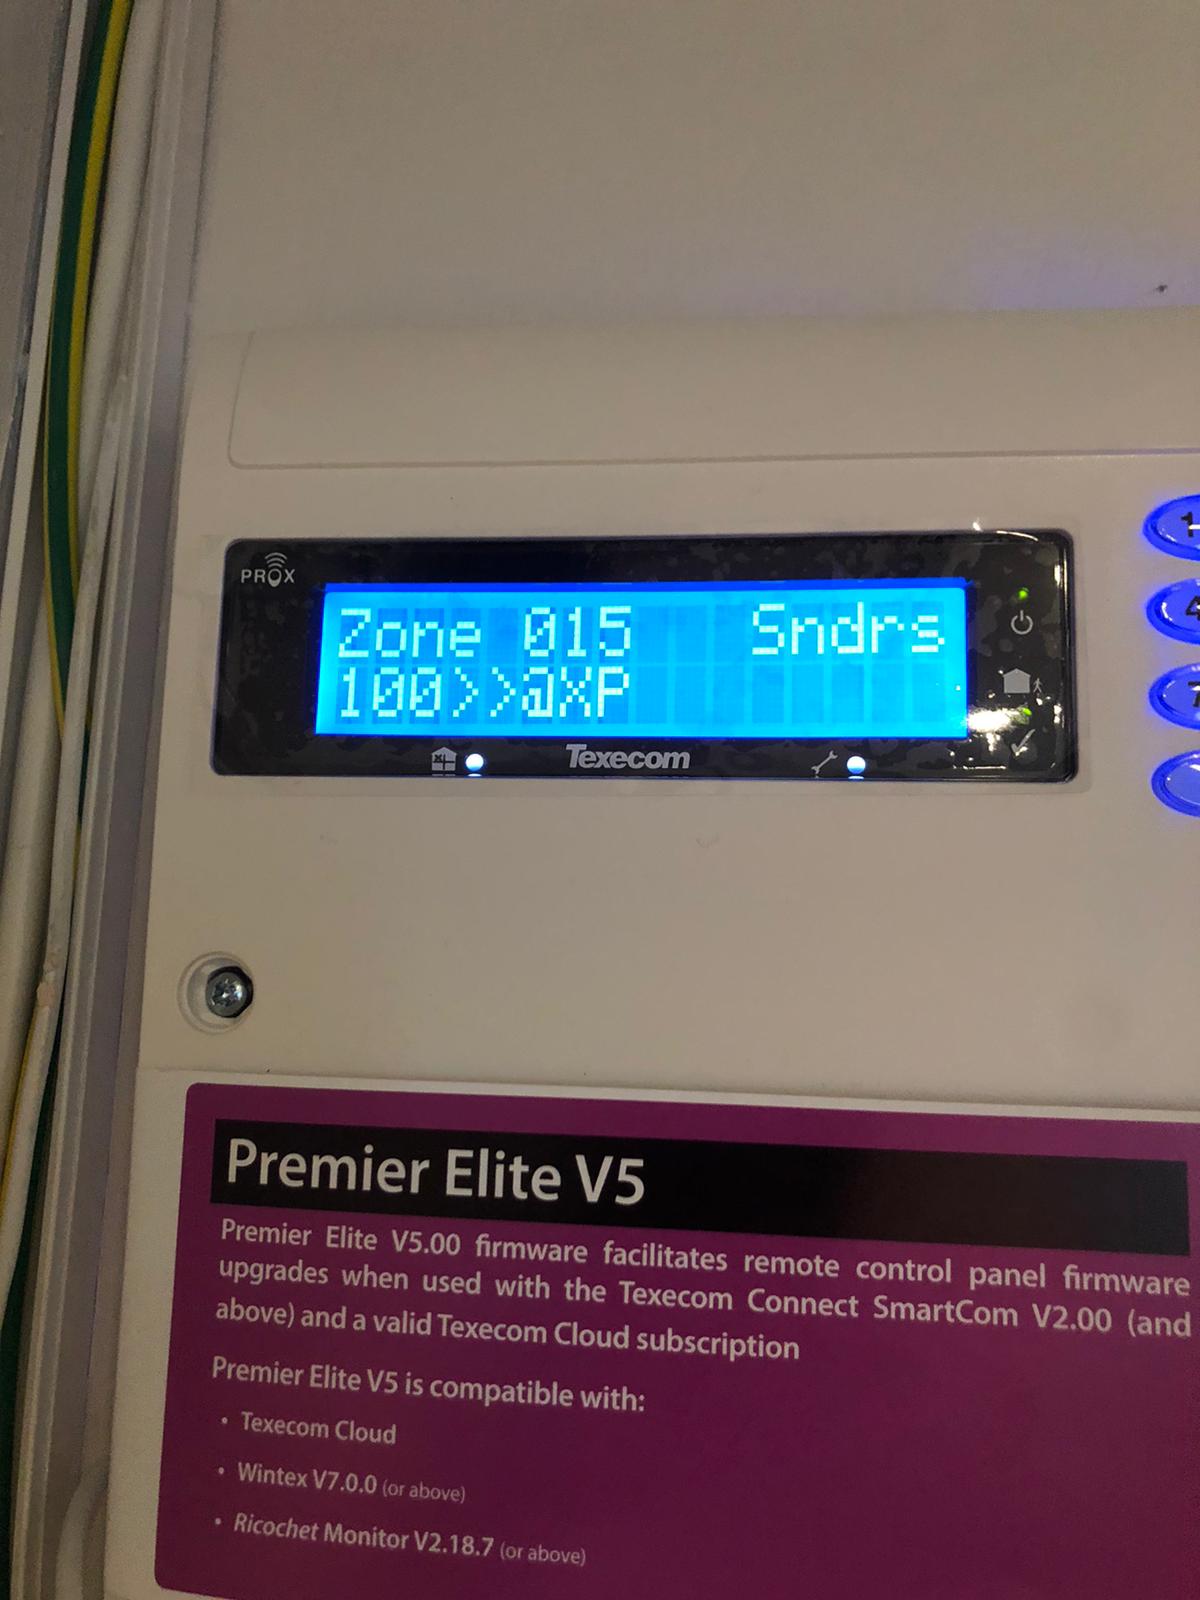 PROX
Zone 015 Sndrs
100>>@XP
Texecom
1
4
7
Premier Elite V5
Premier Elite V5.00 firmware facilitates remote control panel firmware
upgrades when used with the Texecom Connect SmartCom V2.00 (and
above) and a valid Texecom Cloud subscription
Premier Elite V5 is compatible with:
• Texecom Cloud
• Wintex V7.0.0 (or above)
• Ricochet Monitor V2.18.7 (or above)